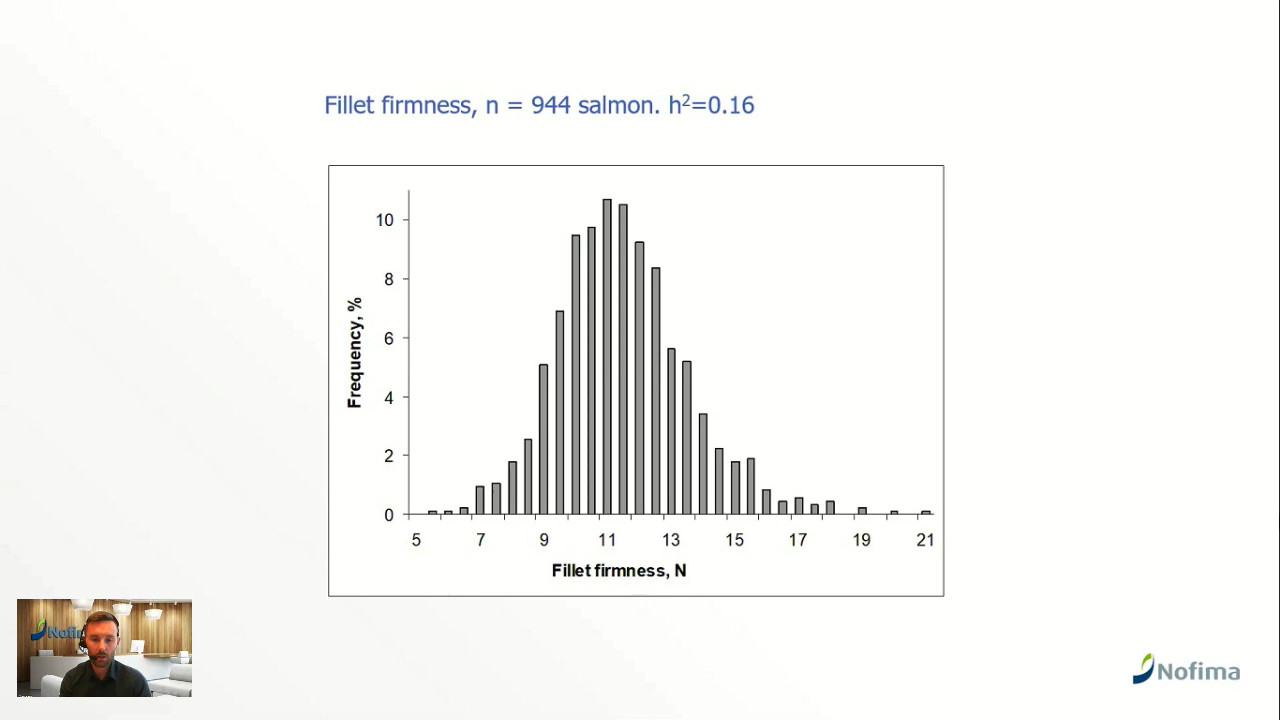 Fillet firmness, n = 944 salmon. h²=0.16
10
8
6
4
2
0
Frequency, %
5 7 9 11 13 15 17 19 21
Fillet firmness, N
Nofima